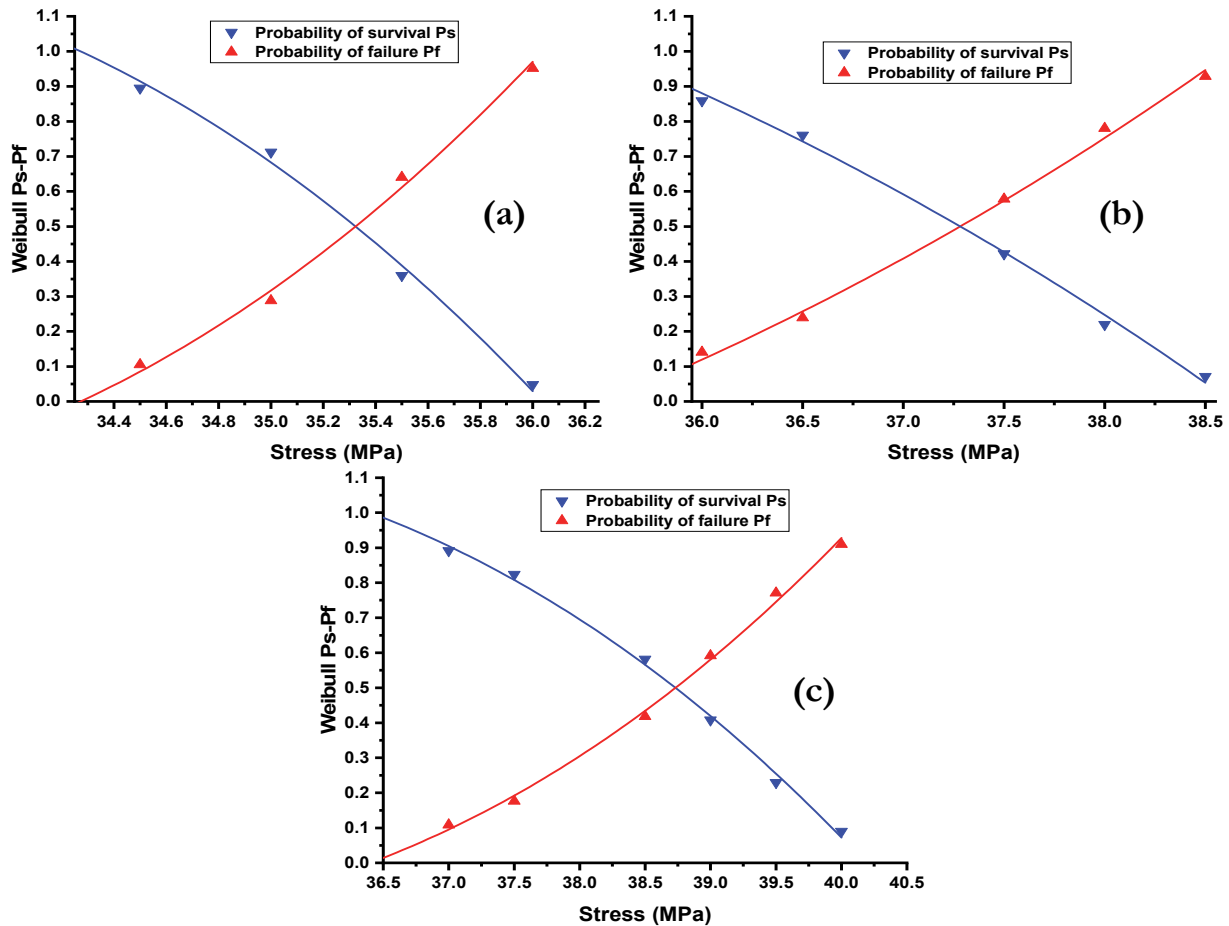 Probability of survival Ps
Probability of failure Pf
1.1
1.0
0.9
0.8
0.7
0.6
0.5
0.4
0.3
0.2
0.1
0.0
Weibull Ps-Pf
(a)
34.4 34.6 34.8 35.0 35.2 35.4 35.6 35.8 36.0 36.2
Stress (MPa)
Probability of survival Ps
Probability of failure Pf
1.1
1.0
0.9
0.8
0.7
0.6
0.5
0.4
0.3
0.2
0.1
0.0
Weibull Ps-Pf
(b)
36.0 36.5 37.0 37.5 38.0 38.5
Stress (MPa)
Probability of survival Ps
Probability of failure Pf
1.1
1.0
0.9
0.8
0.7
0.6
0.5
0.4
0.3
0.2
0.1
0.0
Weibull Ps-Pf
(c)
36.5 37.0 37.5 38.0 38.5 39.0 39.5 40.0 40.5
Stress (MPa)